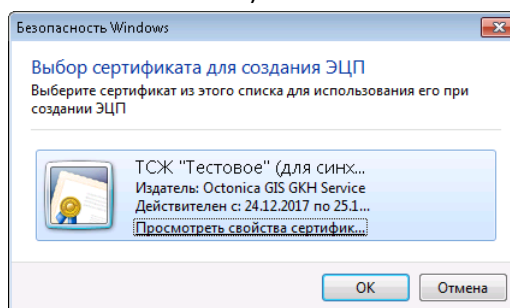 Безопасность Windows
Выбор сертификата для создания ЭЦП
Выберите сертификат из этого списка для использования его при
создании ЭЦП
ТСЖ "Тестовое" (для синх...
Издатель: Octonica GIS GKH Service
Действителен с: 24.12.2017 по 25.1...
Просмотреть свойства сертифик...
ОК Отмена